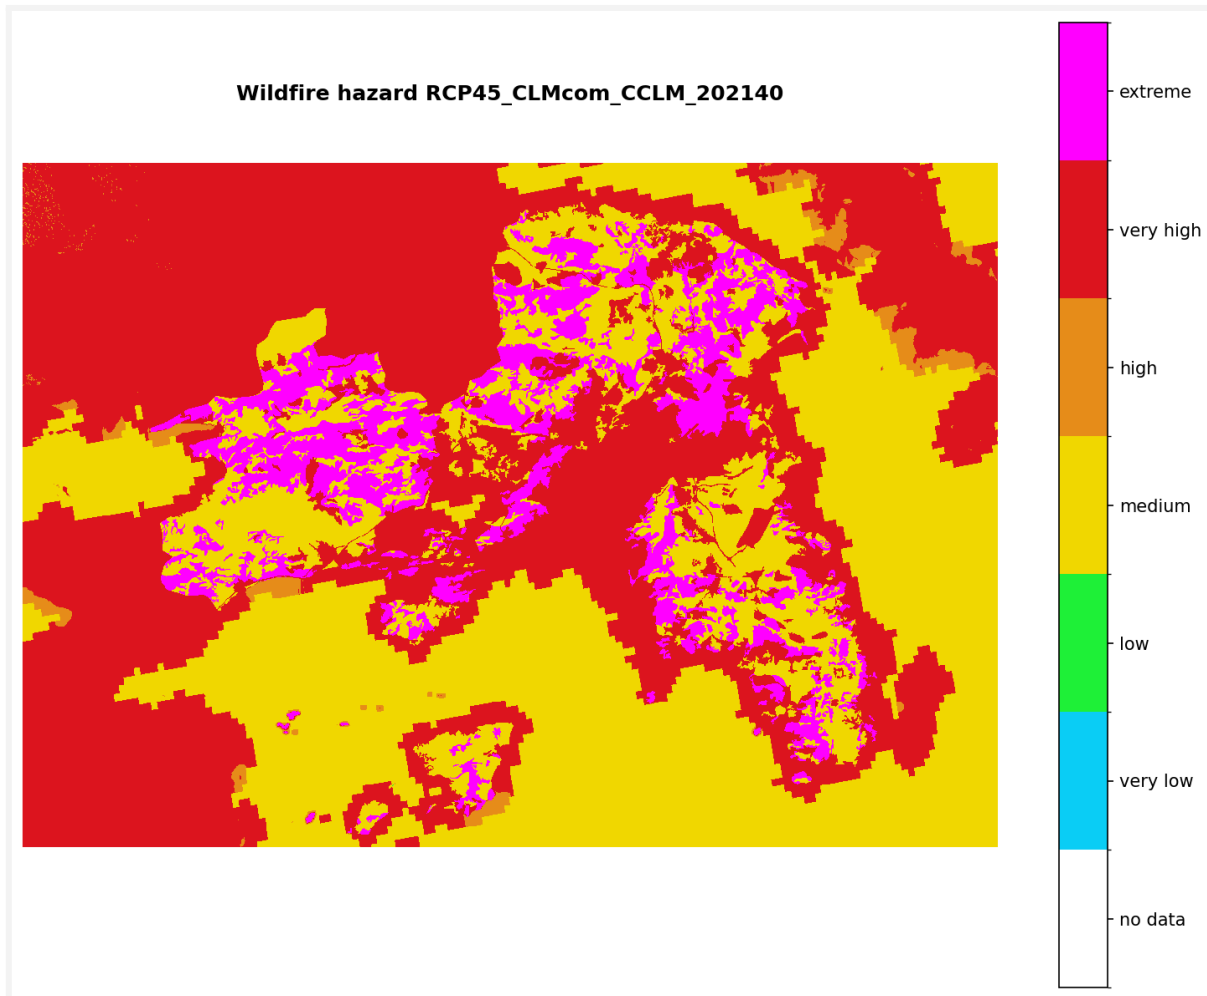 Wildfire hazard RCP45_CLMcom_CCLM_202140
extreme
very high
high
medium
low
very low
no data